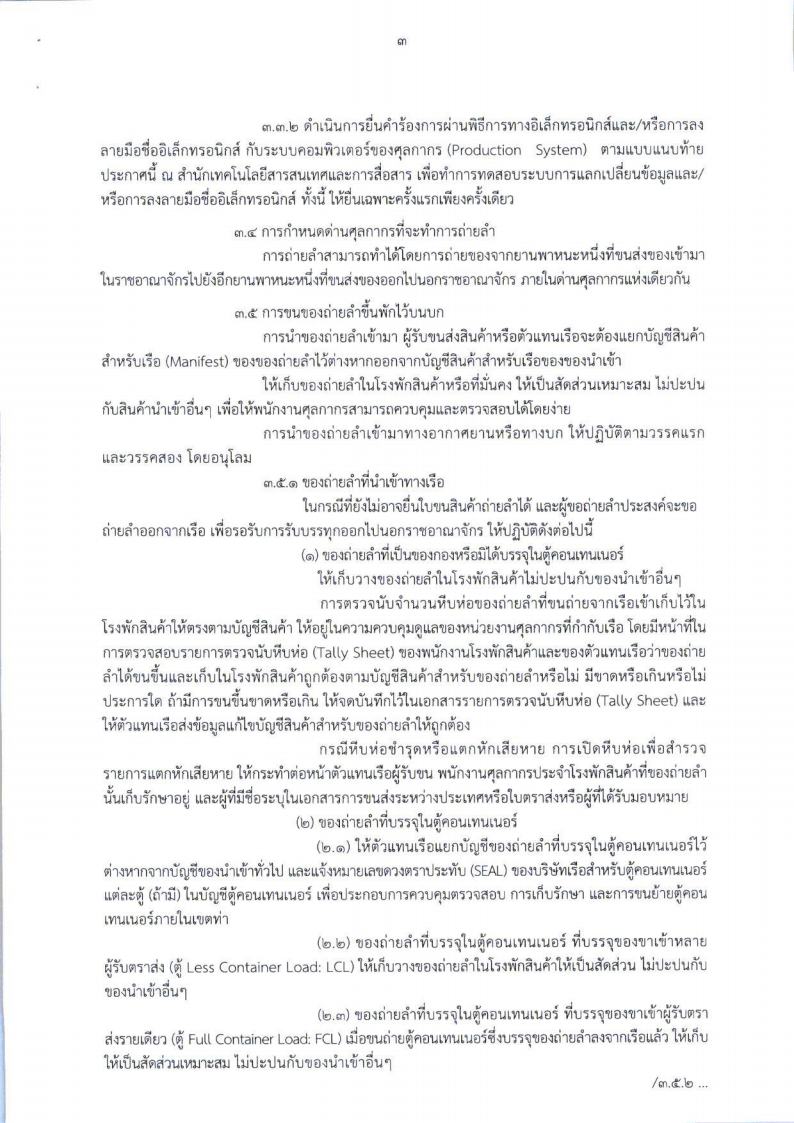 ๓
๓.๓.๒ ดำเนินการยื่นคำร้องการผ่านพิธีการทางอิเล็กทรอนิกส์และ/หรือการลง
ลายมือชื่ออิเล็กทรอนิกส์ กับระบบคอมพิวเตอร์ของศุลกากร (Production System) ตามแบบแนบท้าย
ประกาศนี้ ณ สำนักเทคโนโลยีสารสนเทศและการสื่อสาร เพื่อทำการทดสอบระบบการแลกเปลี่ยนข้อมูลและ/
หรือการลงลายมือชื่ออิเล็กทรอนิกส์ ทั้งนี้ ให้ยื่นเฉพาะครั้งแรกเพียงครั้งเดียว
๓.๔ การกำหนดด่านศุลกากรที่จะทำการถ่ายลำ
การถ่ายลำสามารถทำได้โดยการถ่ายของจากยานพาหนะหนึ่งที่ขนส่งของเข้ามา
ในราชอาณาจักรไปยังอีกยานพาหนะหนึ่งที่ขนส่งของออกไปนอกราชอาณาจักร ภายในด่านศุลกากรแห่งเดียวกัน
๓.๕ การขนของถ่ายลำขึ้นพักไว้บนบก
การนำของถ่ายลำเข้ามา ผู้รับขนส่งสินค้าหรือตัวแทนเรือจะต้องแยกบัญชีสินค้า
สำหรับเรือ (Manifest) ของของถ่ายลำไว้ต่างหากออกจากบัญชีสินค้าสำหรับเรือของของนำเข้า
ให้เก็บของถ่ายลำในโรงพักสินค้าหรือที่มั่นคง ให้เป็นสัดส่วนเหมาะสม ไม่ปะปน
กับสินค้านำเข้าอื่นๆ เพื่อให้พนักงานศุลกากรสามารถควบคุมและตรวจสอบได้โดยง่าย
การนำของถ่ายลำเข้ามาทางอากาศยานหรือทางบก ให้ปฏิบัติตามวรรคแรก
และวรรคสอง โดยอนุโลม
๓.๕.๑ ของถ่ายลำที่นำเข้าทางเรือ
ในกรณีที่ยังไม่อาจยื่นใบขนสินค้าถ่ายลำได้ และผู้ขอถ่ายลำประสงค์จะขอ
ถ่ายลำออกจากเรือ เพื่อรอรับการรับบรรทุกออกไปนอกราชอาณาจักร ให้ปฏิบัติดังต่อไปนี้
(๑) ของถ่ายลำที่เป็นของกองหรือมิได้บรรจุในตู้คอนเทนเนอร์
ให้เก็บวางของถ่ายลำในโรงพักสินค้าไม่ปะปนกับของนำเข้าอื่นๆ
การตรวจนับจำนวนหีบห่อของถ่ายลำที่ขนถ่ายจากเรือเข้าเก็บไว้ใน
โรงพักสินค้าให้ตรงตามบัญชีสินค้า ให้อยู่ในความควบคุมดูแลของหน่วยงานศุลกากรที่กำกับเรือ โดยมีหน้าที่ใน
การตรวจสอบรายการตรวจนับหีบห่อ (Tally Sheet) ของพนักงานโรงพักสินค้าและของตัวแทนเรือว่าของถ่าย
ลำได้ขนขึ้นและเก็บในโรงพักสินค้าถูกต้องตามบัญชีสินค้าสำหรับของถ่ายลำหรือไม่ มีขาดหรือเกินหรือไม่
ประการใด ถ้ามีการขนขึ้นขาดหรือเกิน ให้จดบันทึกไว้ในเอกสารรายการตรวจนับหีบห่อ (Tally Sheet) และ
ให้ตัวแทนเรือส่งข้อมูลแก้ไขบัญชีสินค้าสำหรับของถ่ายลำให้ถูกต้อง
กรณีหีบห่อชำรุดหรือแตกหักเสียหาย การเปิดหีบห่อเพื่อสำรวจ
รายการแตกหักเสียหาย ให้กระทำต่อหน้าตัวแทนเรือผู้รับขน พนักงานศุลกากรประจำโรงพักสินค้าที่ของถ่ายลำ
นั้นเก็บรักษาอยู่ และผู้ที่มีชื่อระบุในเอกสารการขนส่งระหว่างประเทศหรือใบตราส่งหรือผู้ที่ได้รับมอบหมาย
(๒) ของถ่ายลำที่บรรจุในตู้คอนเทนเนอร์
(๒.๑) ให้ตัวแทนเรือแยกบัญชีของถ่ายลำที่บรรจุในตู้คอนเทนเนอร์ไว้
ต่างหากจากบัญชีของนำเข้าทั่วไป และแจ้งหมายเลขดวงตราประทับ (SEAL) ของบริษัทเรือสำหรับตู้คอนเทนเนอร์
แต่ละตู้ (ถ้ามี) ในบัญชีตู้คอนเทนเนอร์ เพื่อประกอบการควบคุมตรวจสอบ การเก็บรักษา และการขนย้ายตู้คอน
เทนเนอร์ภายในเขตท่า
(๒.๒) ของถ่ายลำที่บรรจุในตู้คอนเทนเนอร์ ที่บรรจุของขาเข้าหลาย
ผู้รับตราส่ง (ตู้ Less Container Load: LCL) ให้เก็บวางของถ่ายลำในโรงพักสินค้าให้เป็นสัดส่วน ไม่ปะปนกับ
ของนำเข้าอื่นๆ
(๒.๓) ของถ่ายลำที่บรรจุในตู้คอนเทนเนอร์ ที่บรรจุของขาเข้าผู้รับตรา
ส่งรายเดียว (ตู้ Full Container Load: FCL) เมื่อขนถ่ายตู้คอนเทนเนอร์ซึ่งบรรจุของถ่ายลำลงจากเรือแล้ว ให้เก็บ
ให้เป็นสัดส่วนเหมาะสม ไม่ปะปนกับของนำเข้าอื่นๆ
/๓.๕.๒ ...